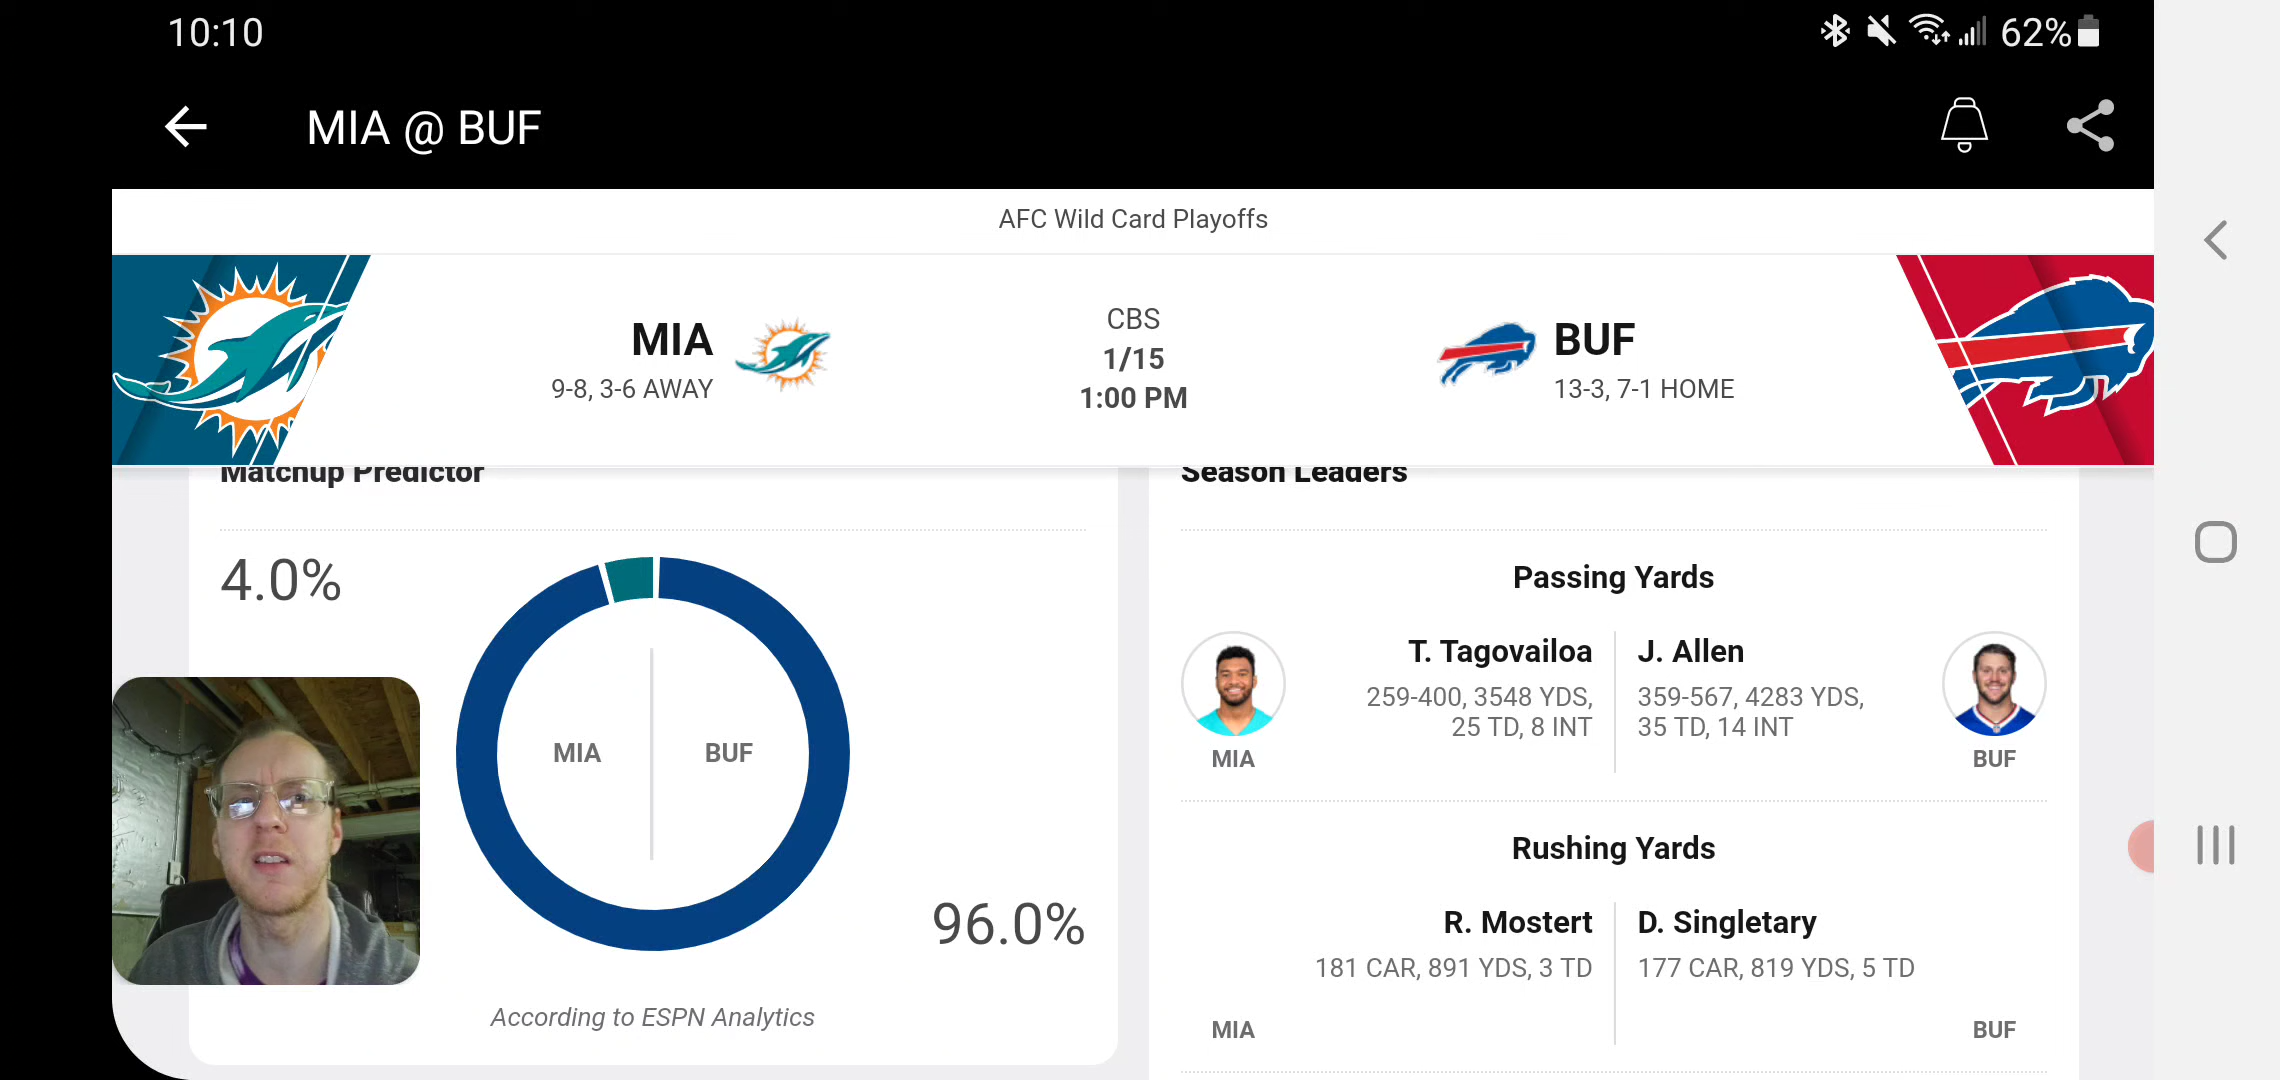 10:10
62%
MIA @ BUF
AFC Wild Card Playoffs
MIA
9-8, 3-6 AWAY
CBS
1/15
1:00 PM
BUF
13-3, 7-1 HOME
Matchup Predictor
4.0%
MIA
BUF
96.0%
According to ESPN Analytics
Season Leaders
Passing Yards
T. Tagovailoa
259-400, 3548 YDS,
25 TD, 8 INT
MIA
J. Allen
359-567, 4283 YDS,
35 TD, 14 INT
BUF
Rushing Yards
R. Mostert
181 CAR, 891 YDS, 3 TD
MIA
D. Singletary
177 CAR, 819 YDS, 5 TD
BUF